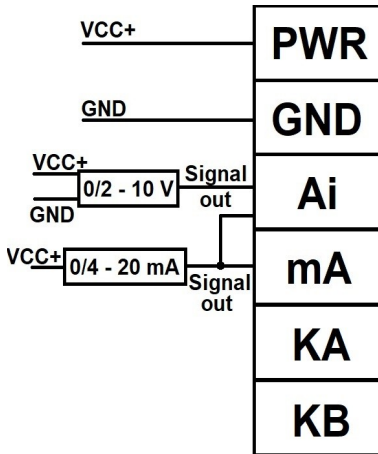 VCC+
PWR
GND
GND
VCC+
0/2 - 10 V
Signal
out
GND
Ai
VCC+
0/4 - 20 mA
Signal
out
mA
KA
KB